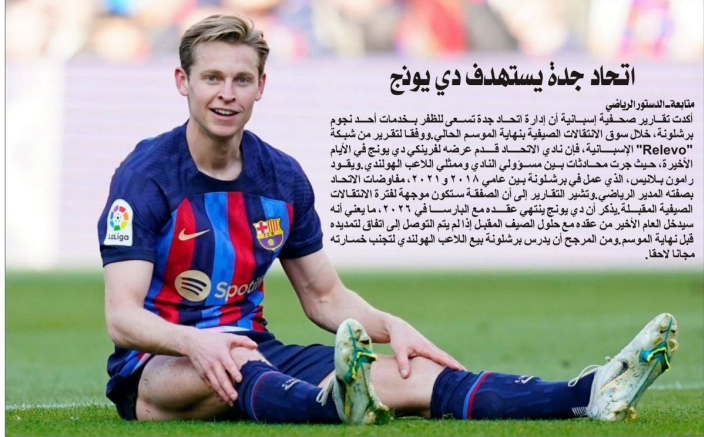 اتحاد جدة يستهدف دي يونج
متابعة-الدستور الرياضي
أكدت تقارير صحفية إسبانية أن إدارة اتحاد جدة تسعى للظفر بخدمات أحد نجوم
برشلونة، خلال سوق الانتقالات الصيفية بنهاية الموسم الحالي.ووفقا لتقرير من شبكة
"Relevo" الإسبانية، فإن نادي الاتحاد قدم عرضه لفرينكي دي يونج في الأيام
الأخيرة، حيث جرت محادثات بين مسؤولي النادي وممثلي اللاعب الهولندي.ويقود
رامون بلانيس، الذي عمل في برشلونة بين عامي ٢٠١٨ و ٢٠٢١، مفاوضات الاتحاد
بصفته المدير الرياضي.وتشير التقارير إلى أن الصفقة ستكون موجهة لفترة الانتقالات
الصيفية المقبلة.يذكر أن دي يونج ينتهي عقده مع البارسا في ٢٠٢٦، ما يعني أنه
سيدخل العام الأخير من عقده مع حلول الصيف المقبل إذا لم يتم التوصل إلى اتفاق لتمديده
قبل نهاية الموسم.ومن المرجح أن يدرس برشلونة بيع اللاعب الهولندي لتجنب خسارته
مجانا لاحقا.
LaLiga
Spotif